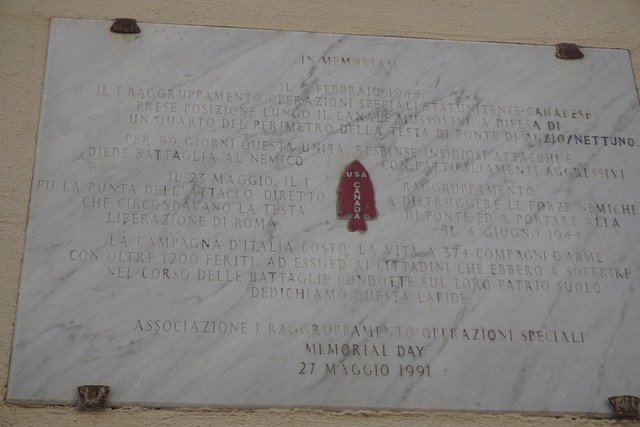 IN MEMORIAM
IL 2 FEBBRAIO 1944
IL 1 RAGGRUPPAMENTO OPERAZIONI SPECIALI STATUNITENSE-CANADESE
PRESE POSIZIONE LUNGO IL CANALE MUSSOLINI A DIFESA DI
UN QUARTO DEL PERIMETRO DELLA TESTA DI PONTE DI ANZIO/NETTUNO.
PER 99 GIORNI QUESTA UNITA' RESPINSE INSIDIOSI ATTACCHI E
DIEDE BATTAGLIA AL NEMICO CON PATTUGLIAMENTI AGGRESSIVI
IL 23 MAGGIO, IL 1 RAGGRUPPAMENTO
FU LA PUNTA DELL'ATTACCO DIRETTO A DISTRUGGERE LE FORZE NEMICHE
CHE CIRCONDAVANO LA TESTA DI PONTE ED A PORTARE ALLA
LIBERAZIONE DI ROMA IL 4 GIUGNO 1944
USA
CANADA
LA CAMPAGNA D'ITALIA COSTO' LA VITA A 374 COMPAGNI D'ARME
CON OLTRE 1200 FERITI. AD ESSI ED AI CITTADINI CHE EBBERO A SOFFERIRE
NEL CORSO DELLE BATTAGLIE CONDOTTE SUL LORO PATRIO SUOLO.
DEDICHIAMO QUESTA LAPIDE
ASSOCIAZIONE 1 RAGGRUPPAMENTO OPERAZIONI SPECIALI
MEMORIAL DAY
27 MAGGIO 1991